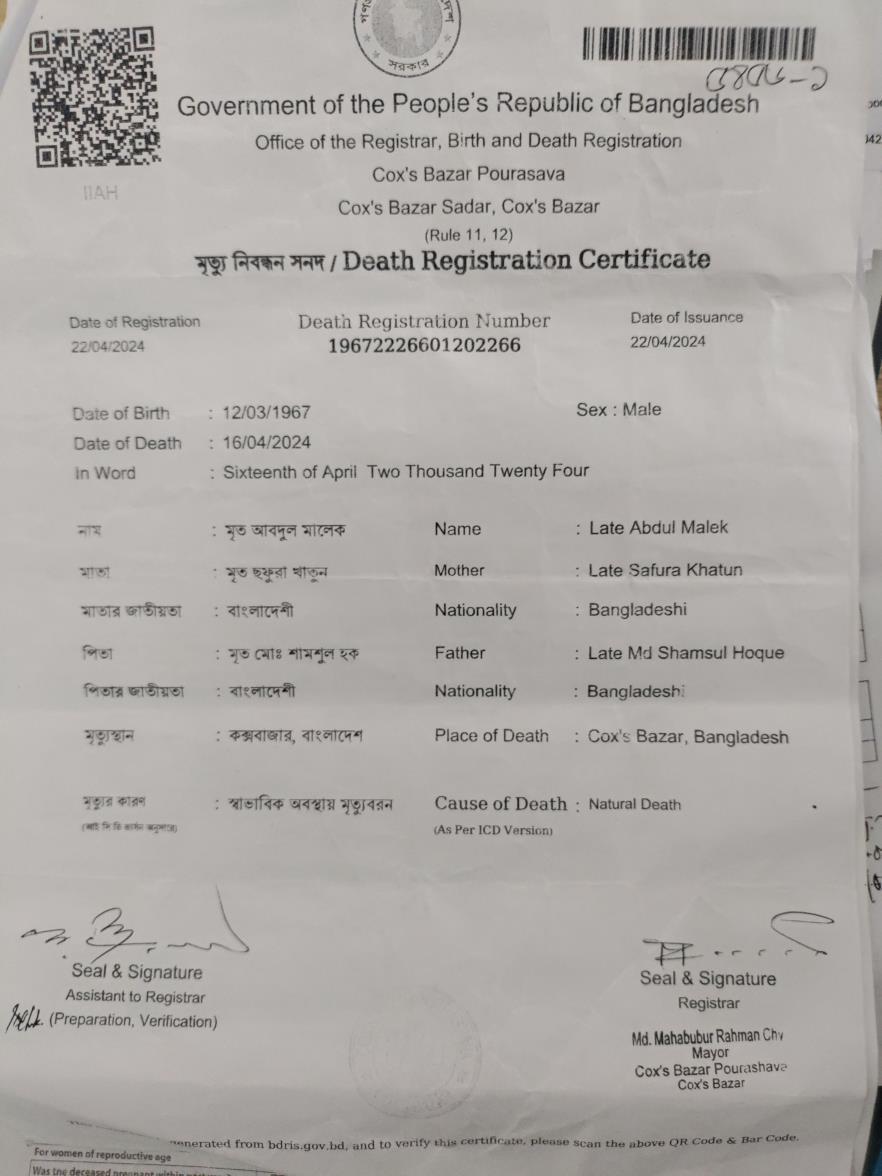 সরকার
Government of the People's Republic of Bangladesh
Office of the Registrar, Birth and Death Registration
Cox's Bazar Pourasava
IIAH
Cox's Bazar Sadar, Cox's Bazar
(Rule 11, 12)
মৃত্যু নিবন্ধন সনদ / Death Registration Certificate
Date of Registration Death Registration Number Date of Issuance
22/04/2024 19672226601202266 22/04/2024
Date of Birth : 12/03/1967 Sex : Male
Date of Death : 16/04/2024
In Word : Sixteenth of April Two Thousand Twenty Four
নাম : মৃত আবদুল মালেক Name : Late Abdul Malek
মাতা : মৃত ছফুরা খাতুন Mother : Late Safura Khatun
মাতার জাতীয়তা : বাংলাদেশী Nationality : Bangladeshi
পিতা : মৃত মোঃ শামশুল হক Father : Late Md Shamsul Hoque
পিতার জাতীয়তা : বাংলাদেশী Nationality : Bangladeshi
মৃত্যুস্থান : কক্সবাজার, বাংলাদেশ Place of Death : Cox's Bazar, Bangladesh
মৃত্যুর কারণ : স্বাভাবিক অবস্থায় মৃত্যুবরন Cause of Death : Natural Death
(As Per ICD Version)
Seal & Signature Seal & Signature
Assistant to Registrar Registrar
(Preparation, Verification)
Md. Mahabubur Rahman Chy
Mayor
Cox's Bazar Pourashava
Cox's Bazar
generated from bdris.gov.bd, and to verify this certificate, please scan the above QR Code & Bar Code.
For women of reproductive age
Was the deceased pregnant within